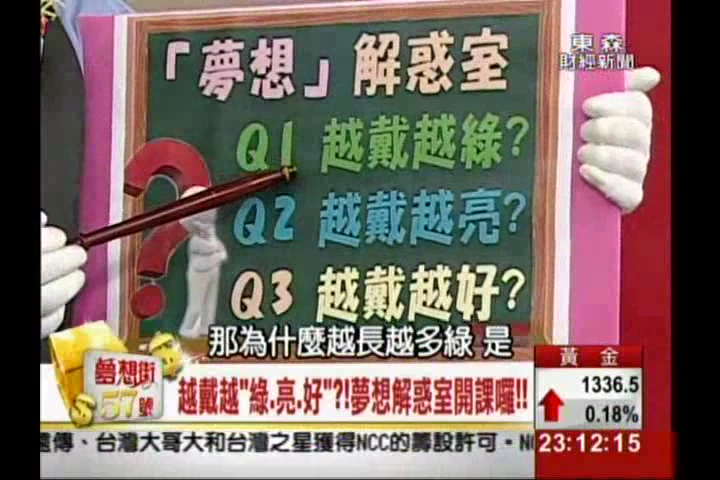 東森
財經新聞
「夢想」解惑室
Q1 越戴越綠?
Q2 越戴越亮?
Q3 越戴越好?
那為什麼越長越多綠 是
夢想街
57號
越戴越"綠.亮.好"?!夢想解惑室開課囉!!
黃金
1336.5
0.18%
遠傳、台灣大哥大和台灣之星獲得NCC的籌設許可。NC
23:12:15